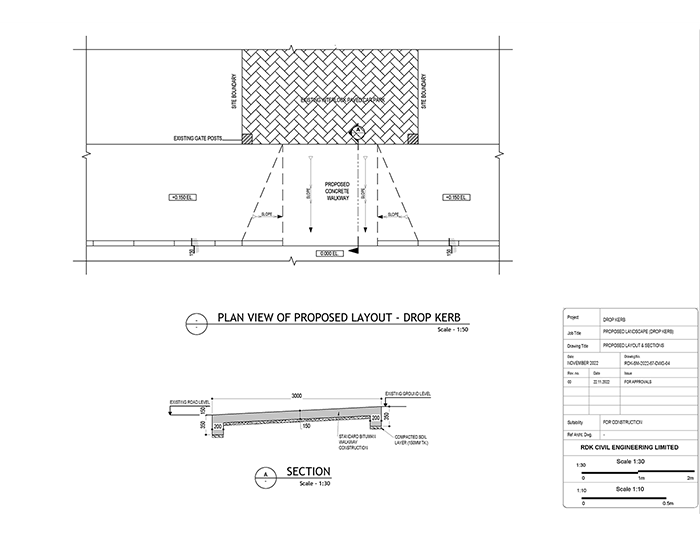 SITE BOUNDARY
EXISTING INTERLOCK PAVED CAR PARK
SITE BOUNDARY
A
EXISTING GATE POSTS
PROPOSED
CONCRETE
WALKWAY
SLOPE
SLOPE
+0.150 EL.
+0.150 EL.
SLOPE
SLOPE
150
0.000 EL.
150
PLAN VIEW OF PROPOSED LAYOUT - DROP KERB
Scale - 1:50
EXISTING ROAD LEVEL
3000
EXISTING GROUND LEVEL
150
350
200
150
200
350
STANDARD BITUMEN
WALKWAY
CONSTRUCTION
COMPACTED SOIL
LAYER (150MM TK.)
A
SECTION
Scale - 1:30
Project
DROP KERB
Job Title
PROPOSED LANDSCAPE (DROP KERB)
Drawing Title
PROPOSED LAYOUT & SECTIONS
Date
Drawing No
NOVEMBER 2022
RDK-BM-2022-67-DWG-04
Rev. no
Date
Issue
00
22.11.2022
FOR APPROVALS
Suitability
FOR CONSTRUCTION
Ref Archt. Dwg.
-
RDK CIVIL ENGINEERING LIMITED
1:30
Scale 1:30
0
1m
2m
1:10
Scale 1:10
0
0.5m